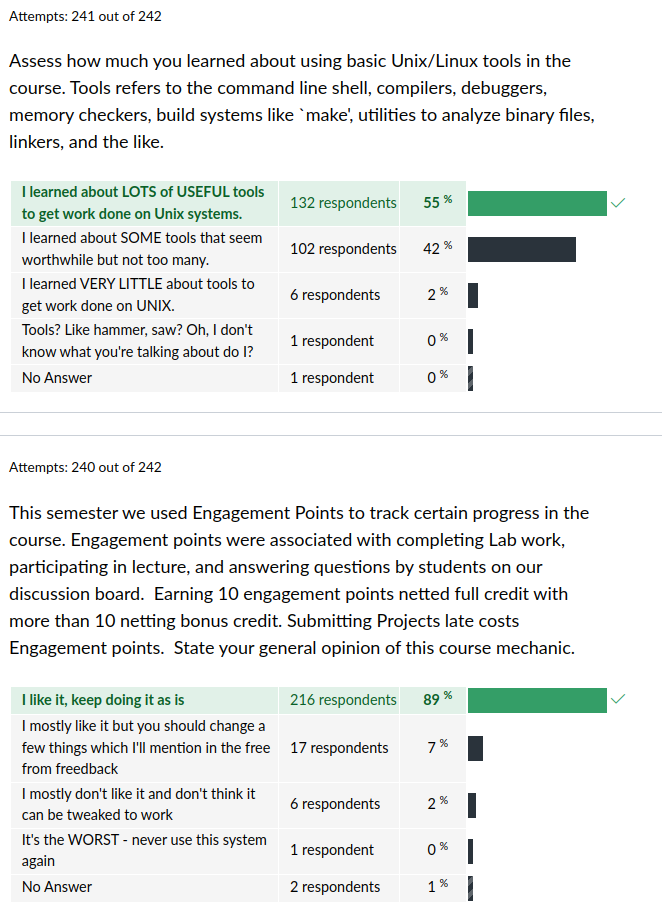 Attempts: 241 out of 242
Assess how much you learned about using basic Unix/Linux tools in the
course. Tools refers to the command line shell, compilers, debuggers,
memory checkers, build systems like `make', utilities to analyze binary files,
linkers, and the like.
I learned about LOTS of USEFUL tools
to get work done on Unix systems.
132 respondents
55 %
I learned about SOME tools that seem
worthwhile but not too many.
102 respondents
42 %
I learned VERY LITTLE about tools to
get work done on UNIX.
6 respondents
2 %
Tools? Like hammer, saw? Oh, I don't
know what you're talking about do I?
1 respondent
0 %
No Answer
1 respondent
0 %
Attempts: 240 out of 242
This semester we used Engagement Points to track certain progress in the
course. Engagement points were associated with completing Lab work,
participating in lecture, and answering questions by students on our
discussion board.  Earning 10 engagement points netted full credit with
more than 10 netting bonus credit. Submitting Projects late costs
Engagement points.  State your general opinion of this course mechanic.
I like it, keep doing it as is
216 respondents
89 %
I mostly like it but you should change a
few things which I'll mention in the free
from freedback
17 respondents
7 %
I mostly don't like it and don't think it
can be tweaked to work
6 respondents
2 %
It's the WORST - never use this system
again
1 respondent
0 %
No Answer
2 respondents
1 %